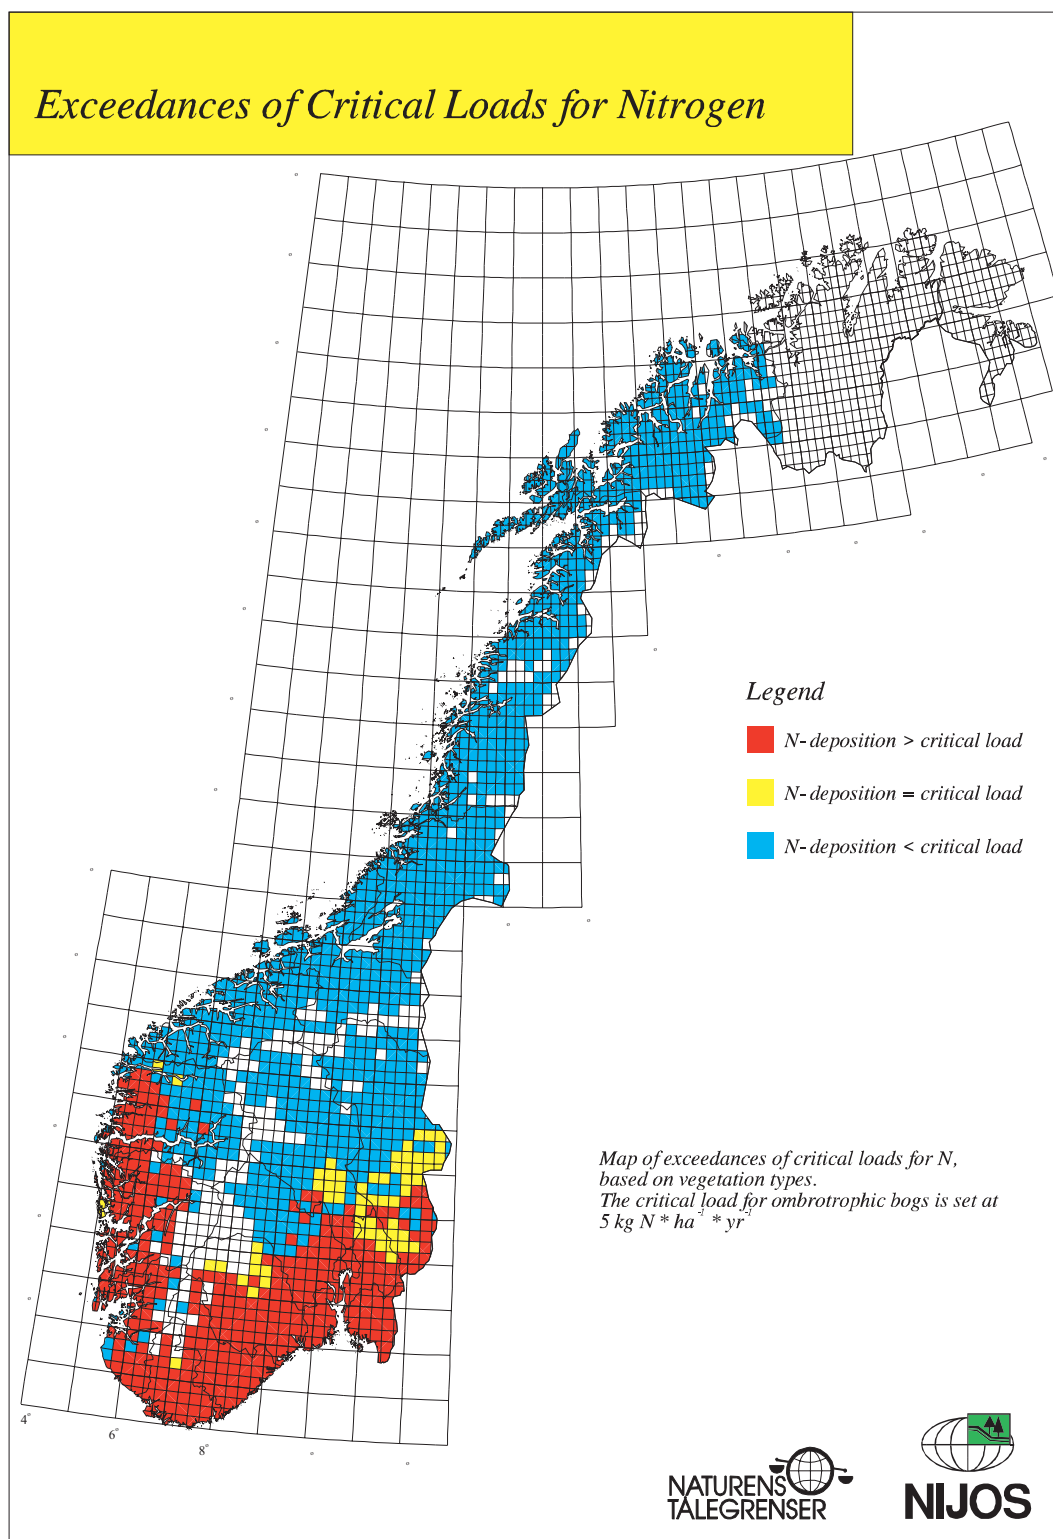 Exceedances of Critical Loads for Nitrogen
Legend
N-deposition > critical load
N-deposition = critical load
N-deposition < critical load
Map of exceedances of critical loads for N,
based on vegetation types.
The critical load for ombrotrophic bogs is set at
5 kg N * ha⁻¹ * yr⁻¹
4°
6°
8°
NATURENS
TÅLEGRENSER
NIJOS